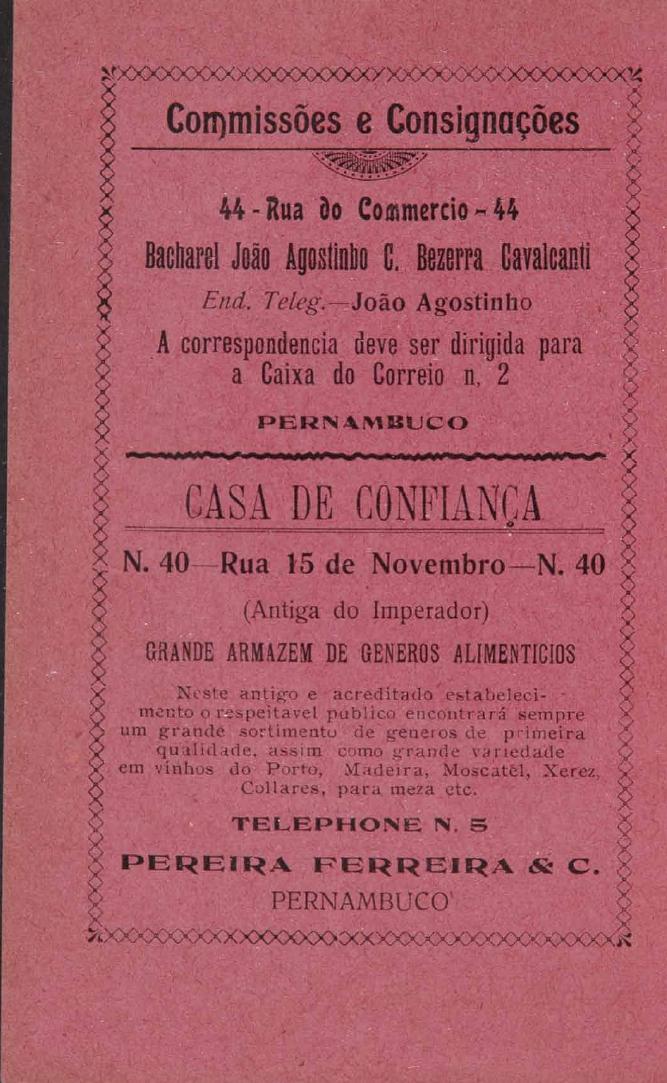 Commissões e Consignações
44 - Rua do Commercio - 44
Bacharel João Agostinho C. Bezerra Cavalcanti
End. Teleg.—João Agostinho
A correspondencia deve ser dirigida para
a Caixa do Correio n. 2
PERNAMBUCO
CASA DE CONFIANÇA
N. 40—Rua 15 de Novembro—N. 40
(Antiga do Imperador)
GRANDE ARMAZEM DE GENEROS ALIMENTICIOS
Neste antigo e acreditado estabeleci-
mento o respeitavel publico encontrará sempre
um grande sortimento de generos de primeira
qualidade, assim como grande variedade
em vinhos do Porto, Madeira, Moscatel, Xerez,
Collares, para meza etc.
TELEPHONE N. 5
PEREIRA FERREIRA & C.
PERNAMBUCO